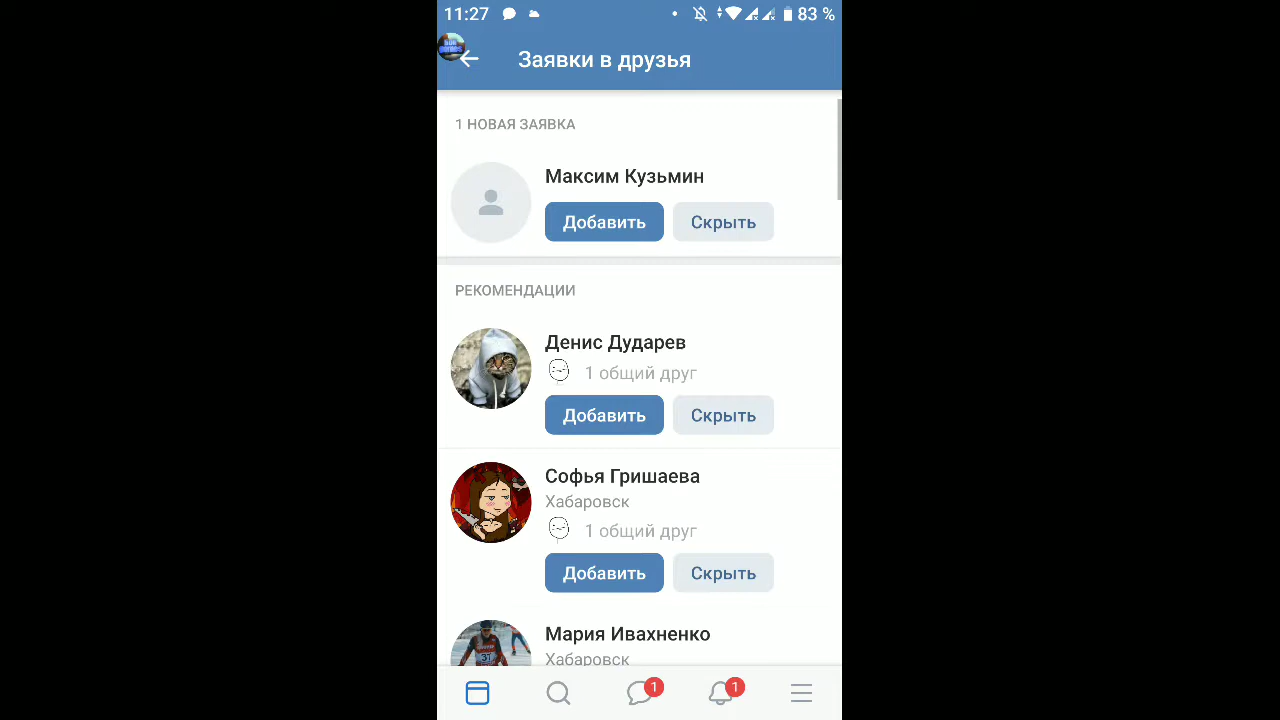 11:27 83 %
Заявки в друзья
1 НОВАЯ ЗАЯВКА
Максим Кузьмин
Добавить Скрыть
РЕКОМЕНДАЦИИ
Денис Дударев
1 общий друг
Добавить Скрыть
Софья Гришаева
Хабаровск
1 общий друг
Добавить Скрыть
Мария Ивахненко
Хабаровск
1 1